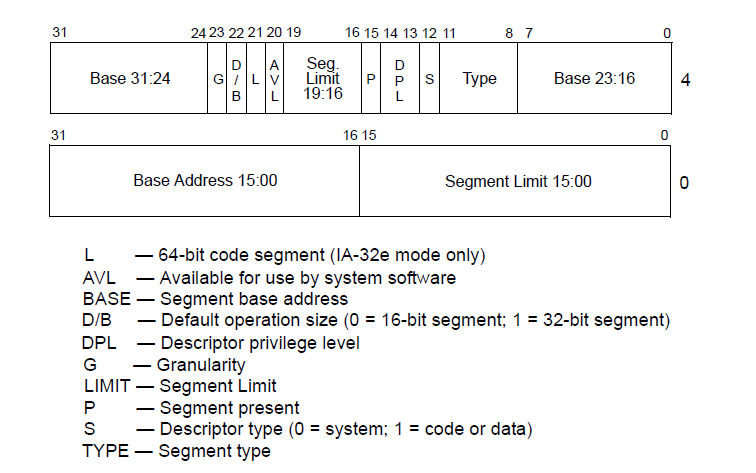 31 24 23 22 21 20 19 16 15 14 13 12 11 8 7 0
Base 31:24 G D/B L AVL Seg. Limit 19:16 P DPL S Type Base 23:16 4
31 16 15 0
Base Address 15:00 Segment Limit 15:00 0
L — 64-bit code segment (IA-32e mode only)
AVL — Available for use by system software
BASE — Segment base address
D/B — Default operation size (0 = 16-bit segment; 1 = 32-bit segment)
DPL — Descriptor privilege level
G — Granularity
LIMIT — Segment Limit
P — Segment present
S — Descriptor type (0 = system; 1 = code or data)
TYPE — Segment type